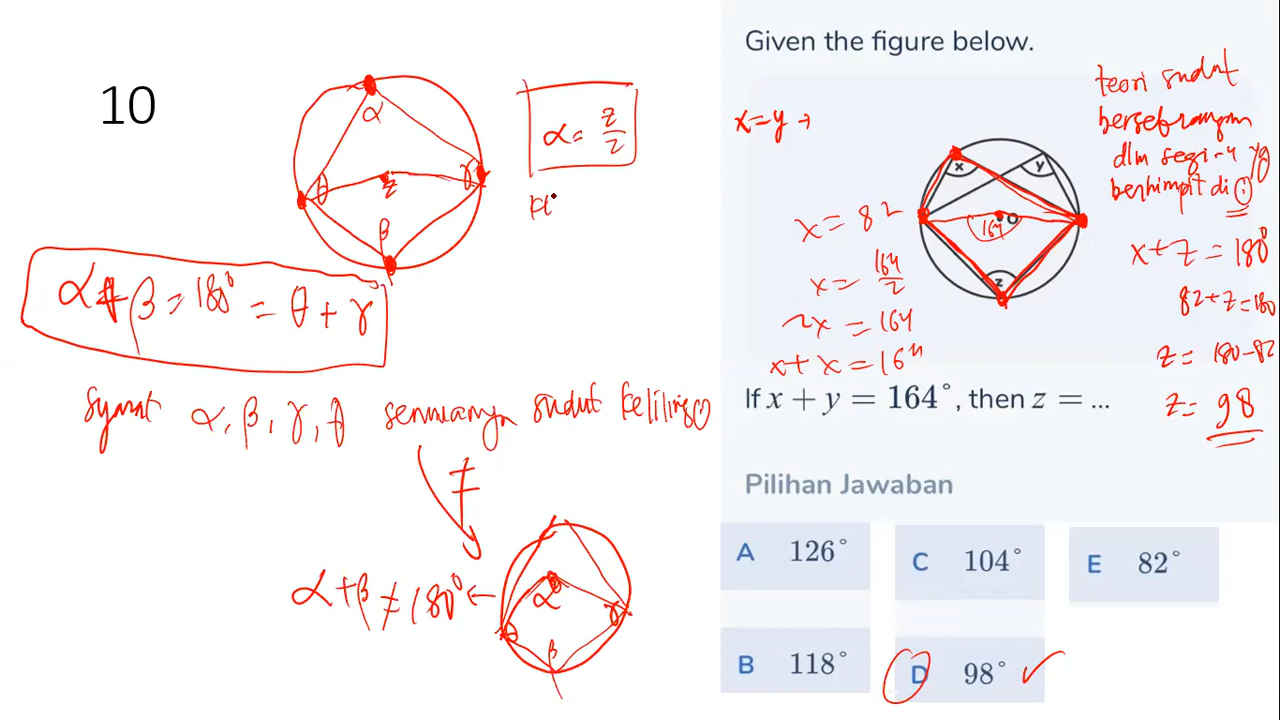 10
α
θ
z
γ
β
α = z/2
α + β = 180° = θ + γ
Syarat α, β, γ, θ semuanya sudut keliling
≠
α + β ≠ 180° ←
α
θ
γ
β
Given the figure below.
x = y →
x
y
O
164
z
x = 82
x = 164/2
2x = 164
x + x = 164
teori sudut
berseberangan
dlm segi-4 yg
berhimpit di
x + z = 180°
82 + z = 180
z = 180 - 82
z = 98
If x + y = 164°, then z = ...
Pilihan Jawaban
A 126°
C 104°
E 82°
B 118°
D 98° ✓